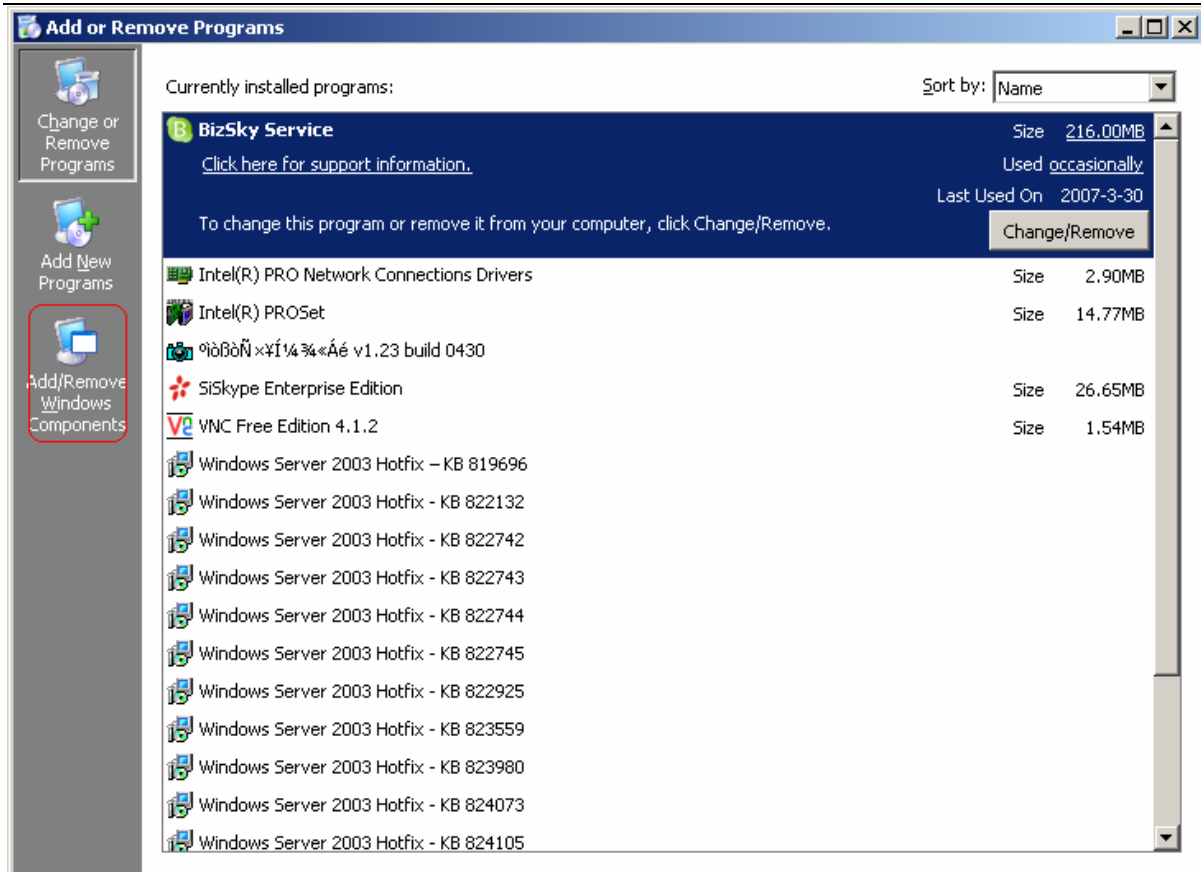 Add or Remove Programs
Change or
Remove
Programs
Add New
Programs
Add/Remove
Windows
Components
Currently installed programs:
Sort by: Name
BizSky Service Size 216.00MB
Click here for support information. Used occasionally
Last Used On 2007-3-30
To change this program or remove it from your computer, click Change/Remove. Change/Remove
Intel(R) PRO Network Connections Drivers Size 2.90MB
Intel(R) PROSet Size 14.77MB
v1.23 build 0430
SiSkype Enterprise Edition Size 26.65MB
VNC Free Edition 4.1.2 Size 1.54MB
Windows Server 2003 Hotfix – KB 819696
Windows Server 2003 Hotfix - KB 822132
Windows Server 2003 Hotfix - KB 822742
Windows Server 2003 Hotfix - KB 822743
Windows Server 2003 Hotfix - KB 822744
Windows Server 2003 Hotfix - KB 822745
Windows Server 2003 Hotfix - KB 822925
Windows Server 2003 Hotfix - KB 823559
Windows Server 2003 Hotfix - KB 823980
Windows Server 2003 Hotfix - KB 824073
Windows Server 2003 Hotfix - KB 824105